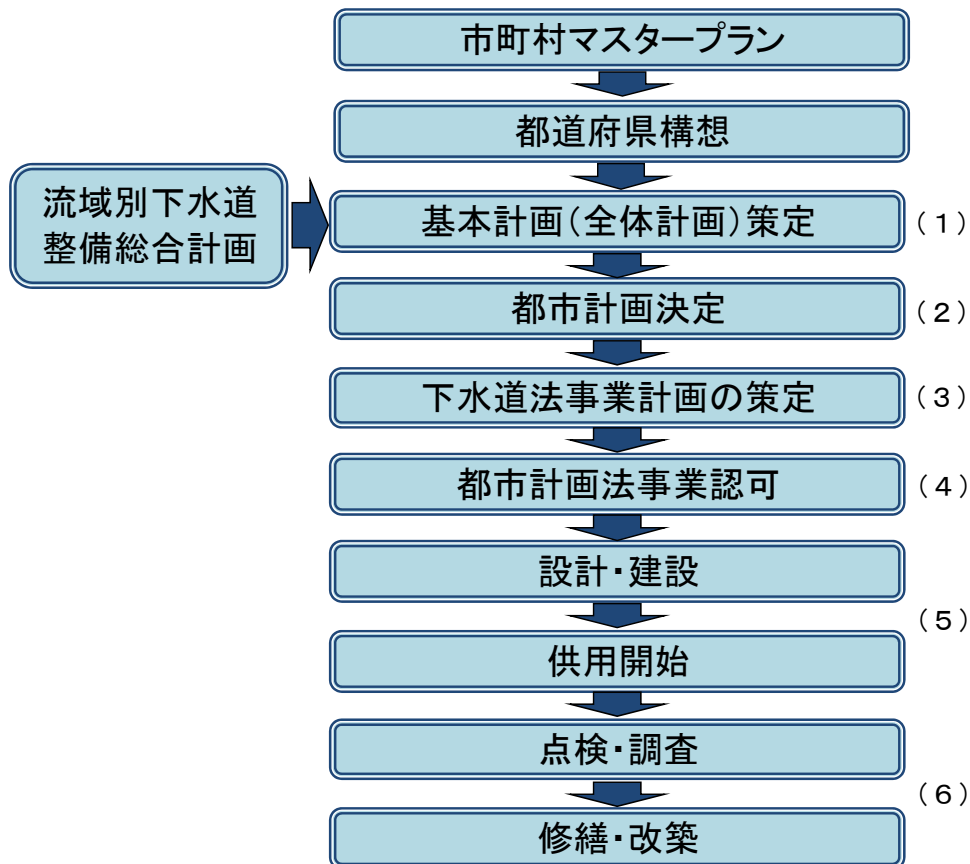 市町村マスタープラン
都道府県構想
流域別下水道
整備総合計画
基本計画(全体計画)策定
(1)
都市計画決定
(2)
下水道法事業計画の策定
(3)
都市計画法事業認可
(4)
設計・建設
(5)
供用開始
点検・調査
(6)
修繕・改築